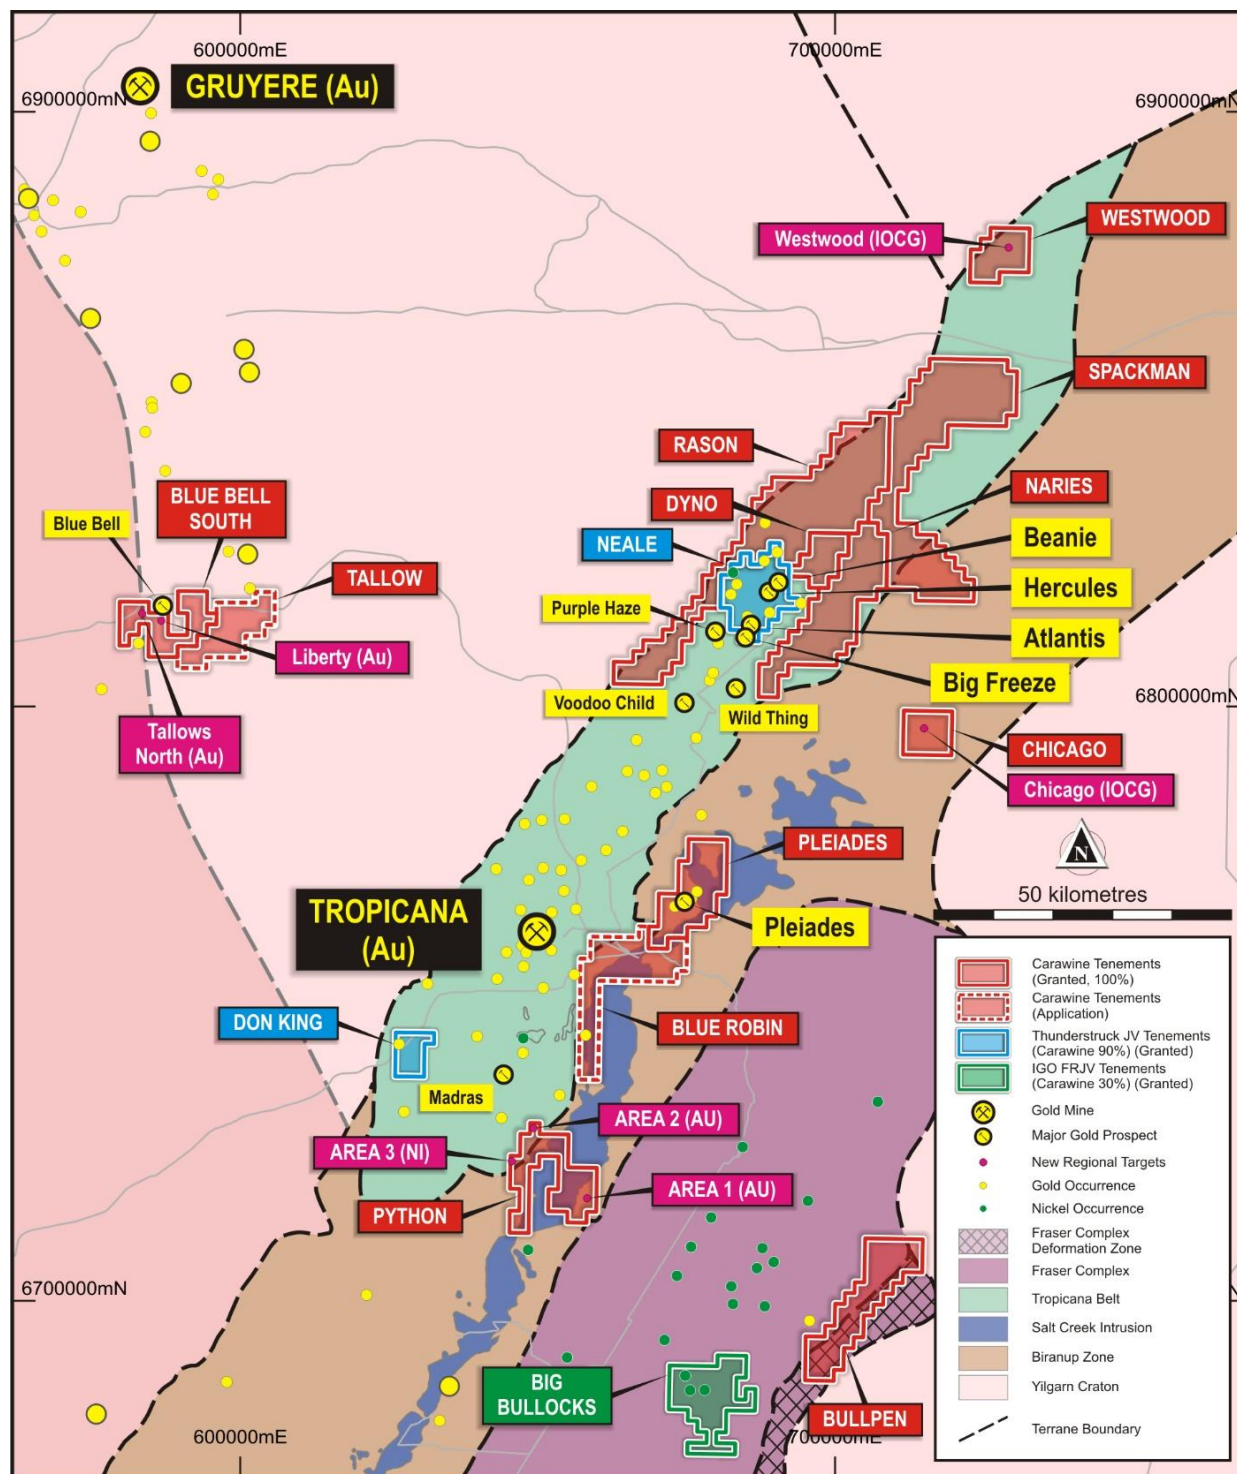 600000mE
700000mE
GRUYERE (Au)
6900000mN
6900000mN
Westwood (IOCG)
WESTWOOD
SPACKMAN
RASON
BLUE BELL
SOUTH
DYNO
NARIES
Blue Bell
NEALE
Beanie
TALLOW
Hercules
Purple Haze
Atlantis
Liberty (Au)
Big Freeze
Voodoo Child
Wild Thing
6800000mN
Tallows
North (Au)
CHICAGO
Chicago (IOCG)
PLEIADES
N
50 kilometres
TROPICANA
(Au)
Pleiades
DON KING
BLUE ROBIN
Madras
AREA 2 (AU)
AREA 3 (NI)
AREA 1 (AU)
PYTHON
6700000mN
6700000mN
BIG
BULLOCKS
BULLPEN
600000mE
700000mE
Carawine Tenements
(Granted, 100%)
Carawine Tenements
(Application)
Thunderstruck JV Tenements
(Carawine 90%) (Granted)
IGO FRJV Tenements
(Carawine 30%) (Granted)
Gold Mine
Major Gold Prospect
New Regional Targets
Gold Occurrence
Nickel Occurrence
Fraser Complex
Deformation Zone
Fraser Complex
Tropicana Belt
Salt Creek Intrusion
Biranup Zone
Yilgarn Craton
Terrane Boundary